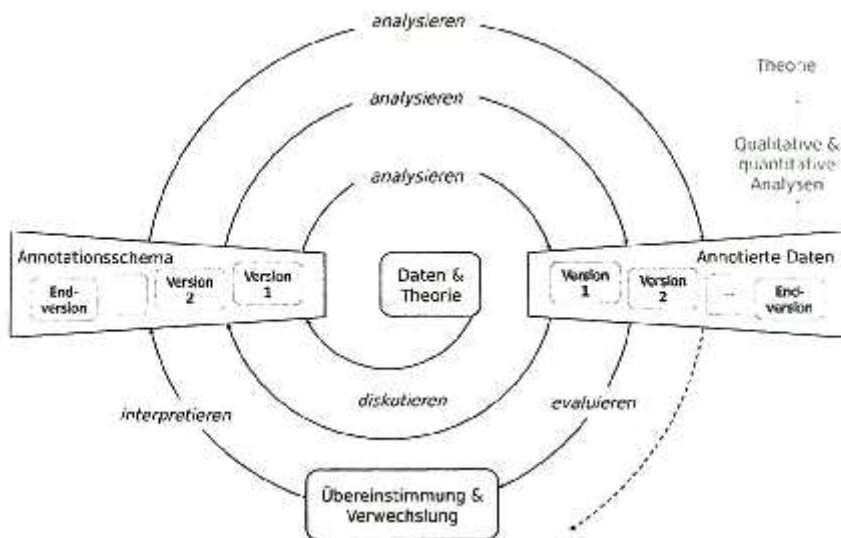 analysieren
analysieren
analysieren
Theorie
Qualitative &
quantitative
Analysen
Annotationsschema
End-
version
Version
2
Version
1
Daten &
Theorie
Annotierte Daten
Version
1
Version
2
...
End-
version
interpretieren
diskutieren
evaluieren
Übereinstimmung &
Verwechslung